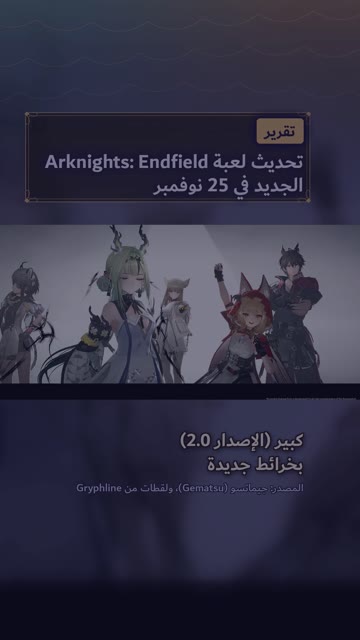 تقرير
تحديث لعبة Arknights: Endfield
الجديد في 25 نوفمبر
كبير (الإصدار 2.0)
بخرائط جديدة
المصدر: جيماتسو (Gematsu)، ولقطات من Gryphline